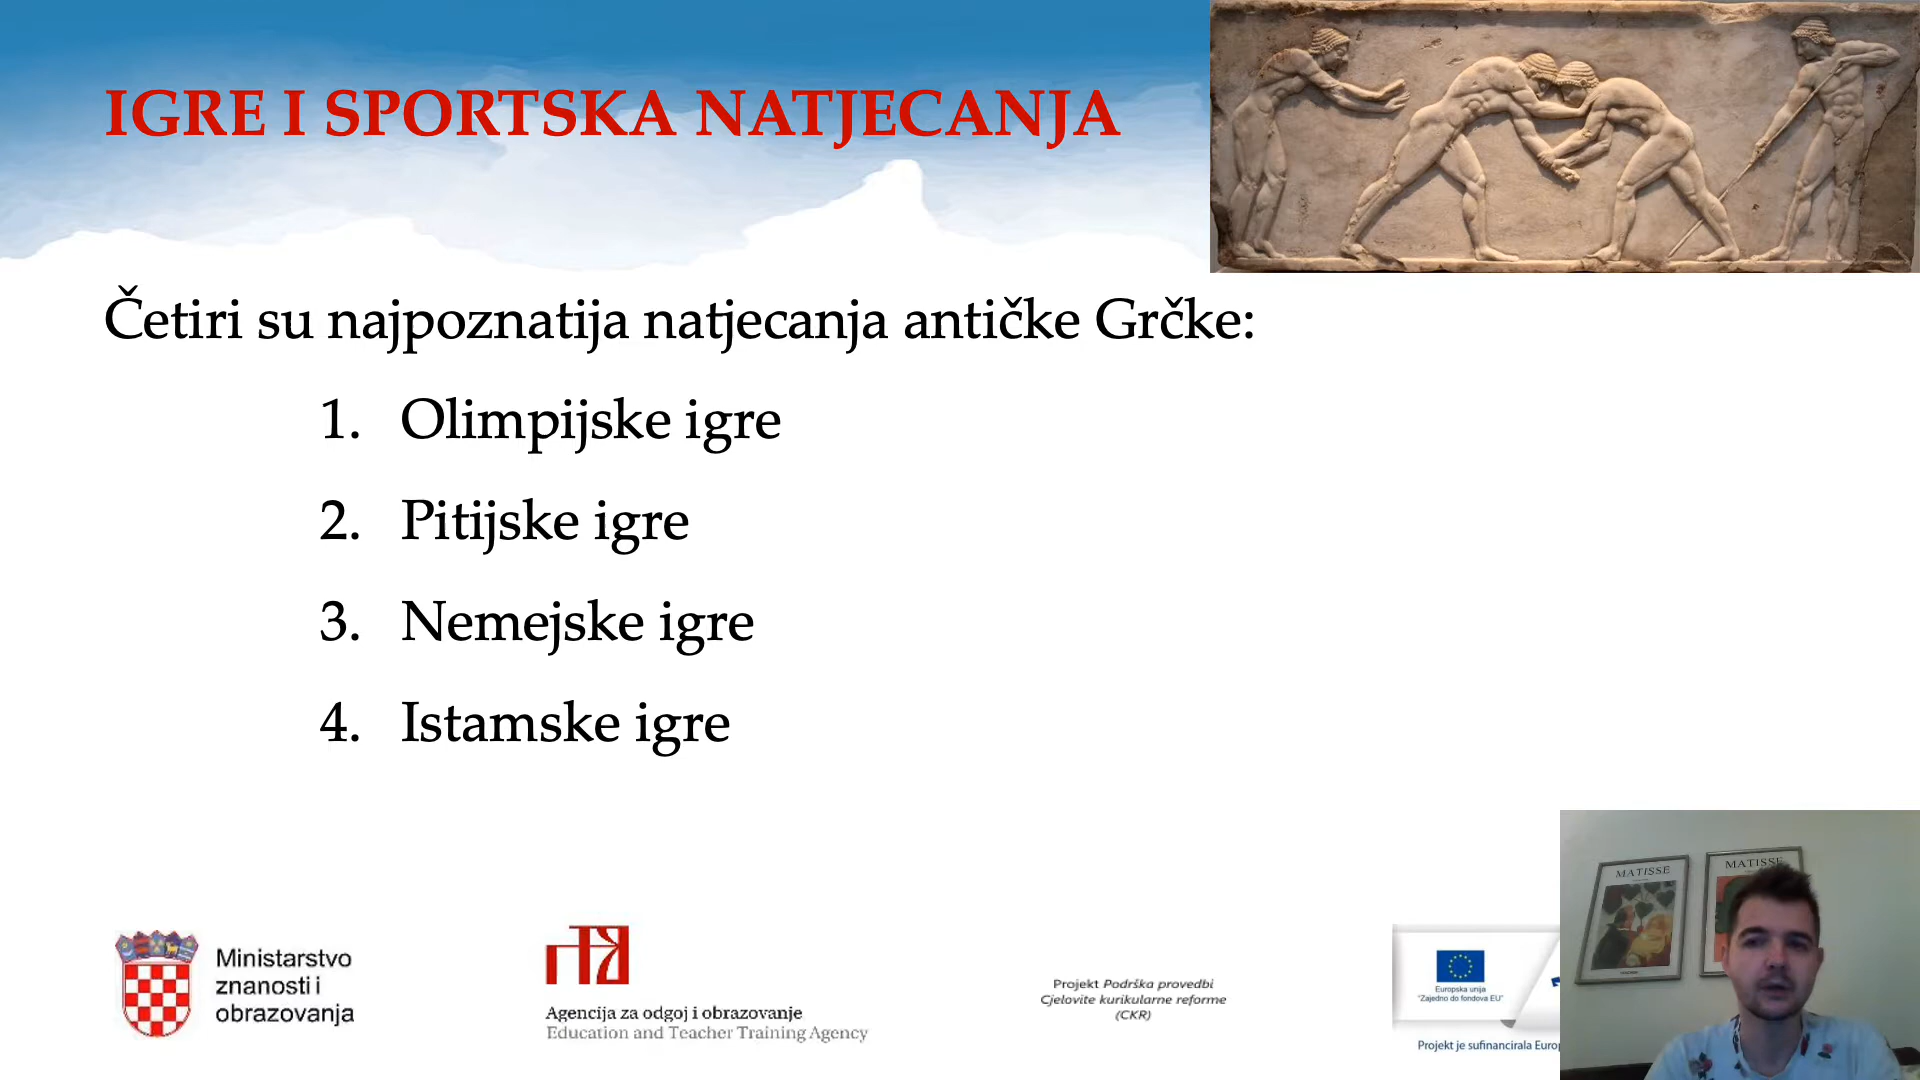 IGRE I SPORTSKA NATJECANJA
Četiri su najpoznatija natjecanja antičke Grčke:
1. Olimpijske igre
2. Pitijske igre
3. Nemejske igre
4. Istamske igre
MATISSE
MATISSE
Ministarstvo
znanosti i
obrazovanja
Agencija za odgoj i obrazovanje
Education and Teacher Training Agency
Projekt Podrška provedbi
Cjelovite kurikularne reforme
(CKR)
Europska unija
"Zajedno do fondova EU"
Projekt je sufinancirala